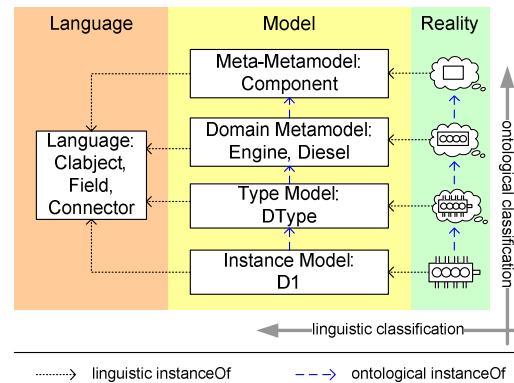 Language
Model
Reality
Meta-Metamodel:
Component
Domain Metamodel:
Engine, Diesel
Language:
Clabject,
Field,
Connector
Type Model:
DType
Instance Model:
D1
ontological classification
linguistic classification
linguistic instanceOf
ontological instanceOf